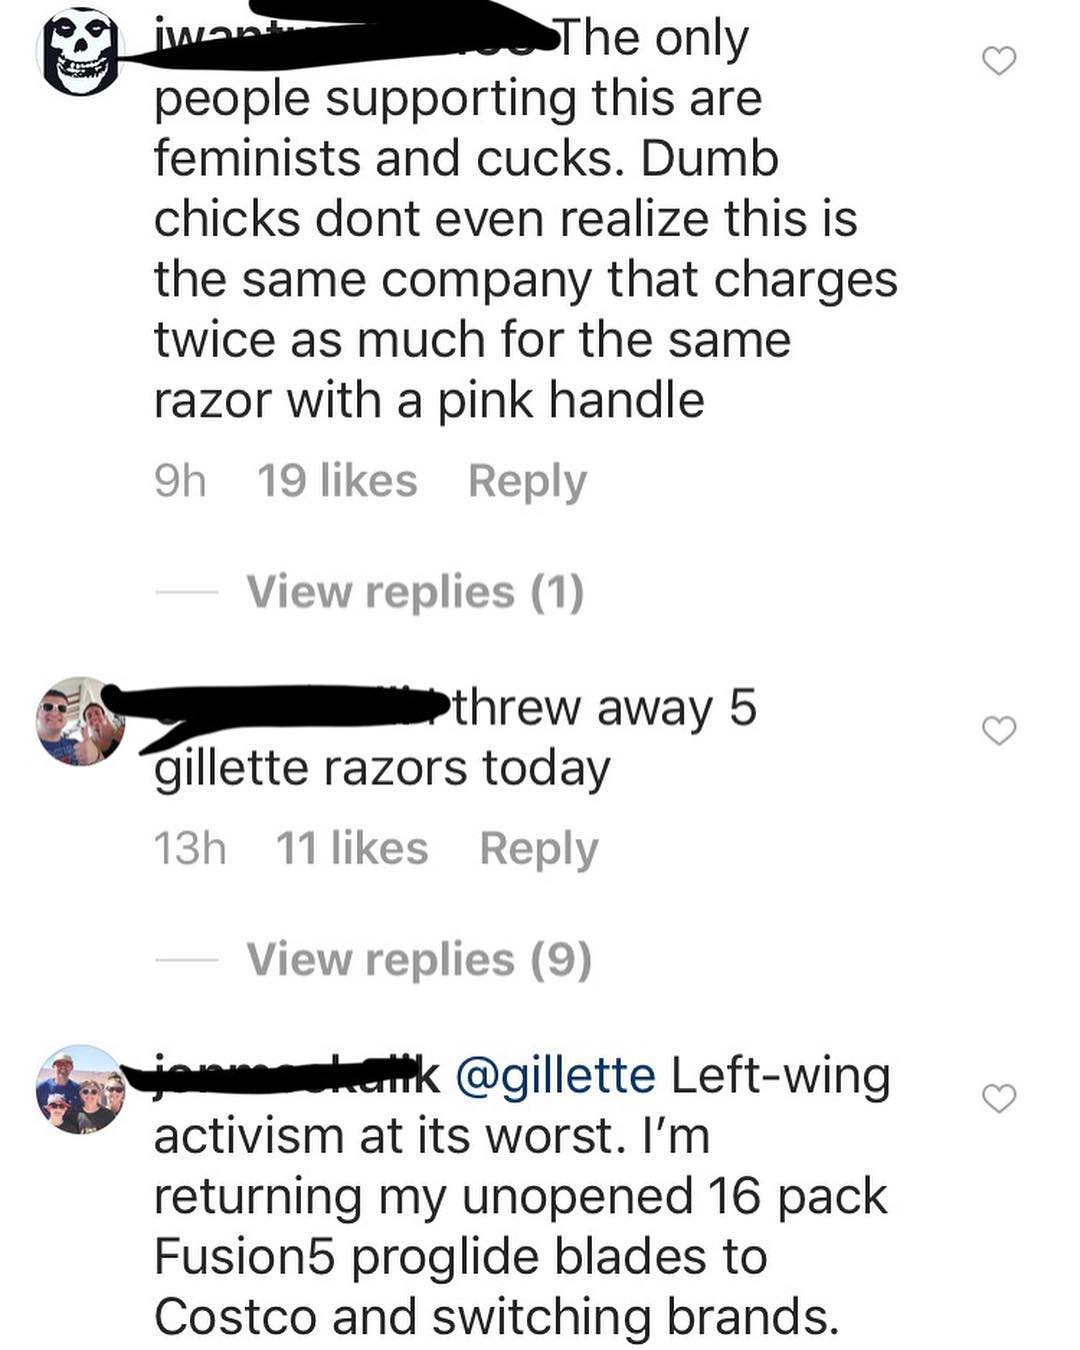 The only
people supporting this are
feminists and cucks. Dumb
chicks dont even realize this is
the same company that charges
twice as much for the same
razor with a pink handle
9h 19 likes Reply
View replies (1)
threw away 5
gillette razors today
13h 11 likes Reply
View replies (9)
@gillette Left-wing
activism at its worst. I’m
returning my unopened 16 pack
Fusion5 proglide blades to
Costco and switching brands.